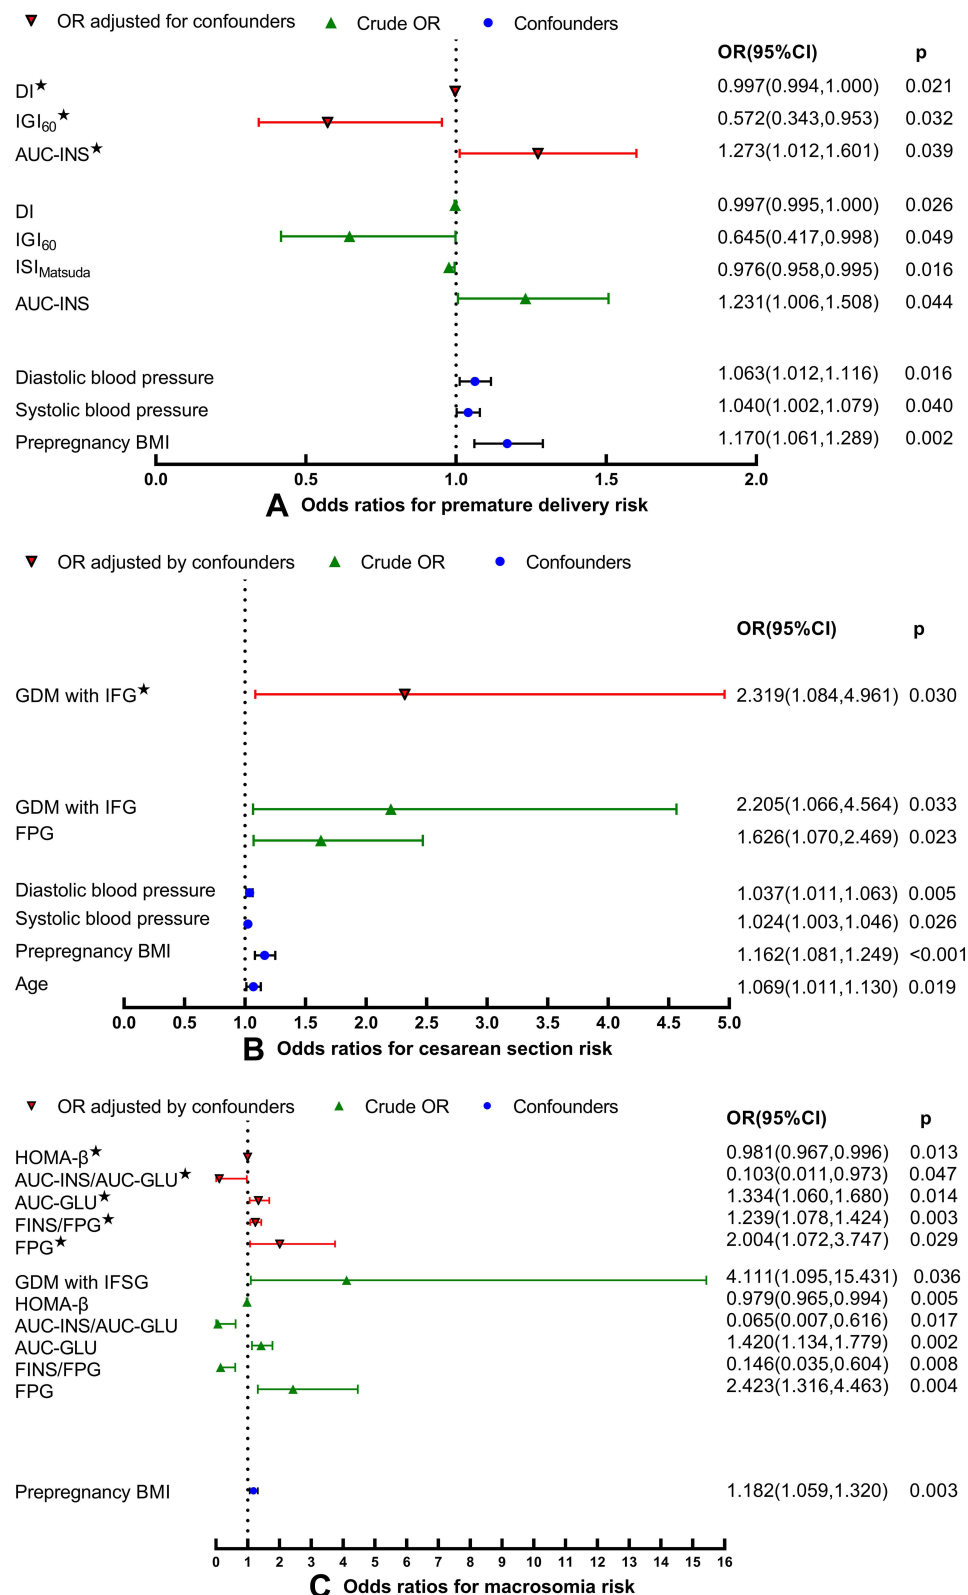 OR adjusted for confounders Crude OR Confounders
OR(95%CI) p
DI★ 0.997(0.994,1.000) 0.021
IGI60★ 0.572(0.343,0.953) 0.032
AUC-INS★ 1.273(1.012,1.601) 0.039
DI 0.997(0.995,1.000) 0.026
IGI60 0.645(0.417,0.998) 0.049
ISIMatsuda 0.976(0.958,0.995) 0.016
AUC-INS 1.231(1.006,1.508) 0.044
Diastolic blood pressure 1.063(1.012,1.116) 0.016
Systolic blood pressure 1.040(1.002,1.079) 0.040
Prepregnancy BMI 1.170(1.061,1.289) 0.002
0.0 0.5 1.0 1.5 2.0
A Odds ratios for premature delivery risk
OR adjusted by confounders Crude OR Confounders
OR(95%CI) p
GDM with IFG★ 2.319(1.084,4.961) 0.030
GDM with IFG 2.205(1.066,4.564) 0.033
FPG 1.626(1.070,2.469) 0.023
Diastolic blood pressure 1.037(1.011,1.063) 0.005
Systolic blood pressure 1.024(1.003,1.046) 0.026
Prepregnancy BMI 1.162(1.081,1.249) <0.001
Age 1.069(1.011,1.130) 0.019
0.0 0.5 1.0 1.5 2.0 2.5 3.0 3.5 4.0 4.5 5.0
B Odds ratios for cesarean section risk
OR adjusted by confounders Crude OR Confounders
OR(95%CI) p
HOMA-β★ 0.981(0.967,0.996) 0.013
AUC-INS/AUC-GLU★ 0.103(0.011,0.973) 0.047
AUC-GLU★ 1.334(1.060,1.680) 0.014
FINS/FPG★ 1.239(1.078,1.424) 0.003
FPG★ 2.004(1.072,3.747) 0.029
GDM with IFSG 4.111(1.095,15.431) 0.036
HOMA-β 0.979(0.965,0.994) 0.005
AUC-INS/AUC-GLU 0.065(0.007,0.616) 0.017
AUC-GLU 1.420(1.134,1.779) 0.002
FINS/FPG 0.146(0.035,0.604) 0.008
FPG 2.423(1.316,4.463) 0.004
Prepregnancy BMI 1.182(1.059,1.320) 0.003
0 1 2 3 4 5 6 7 8 9 10 11 12 13 14 15 16
C Odds ratios for macrosomia risk